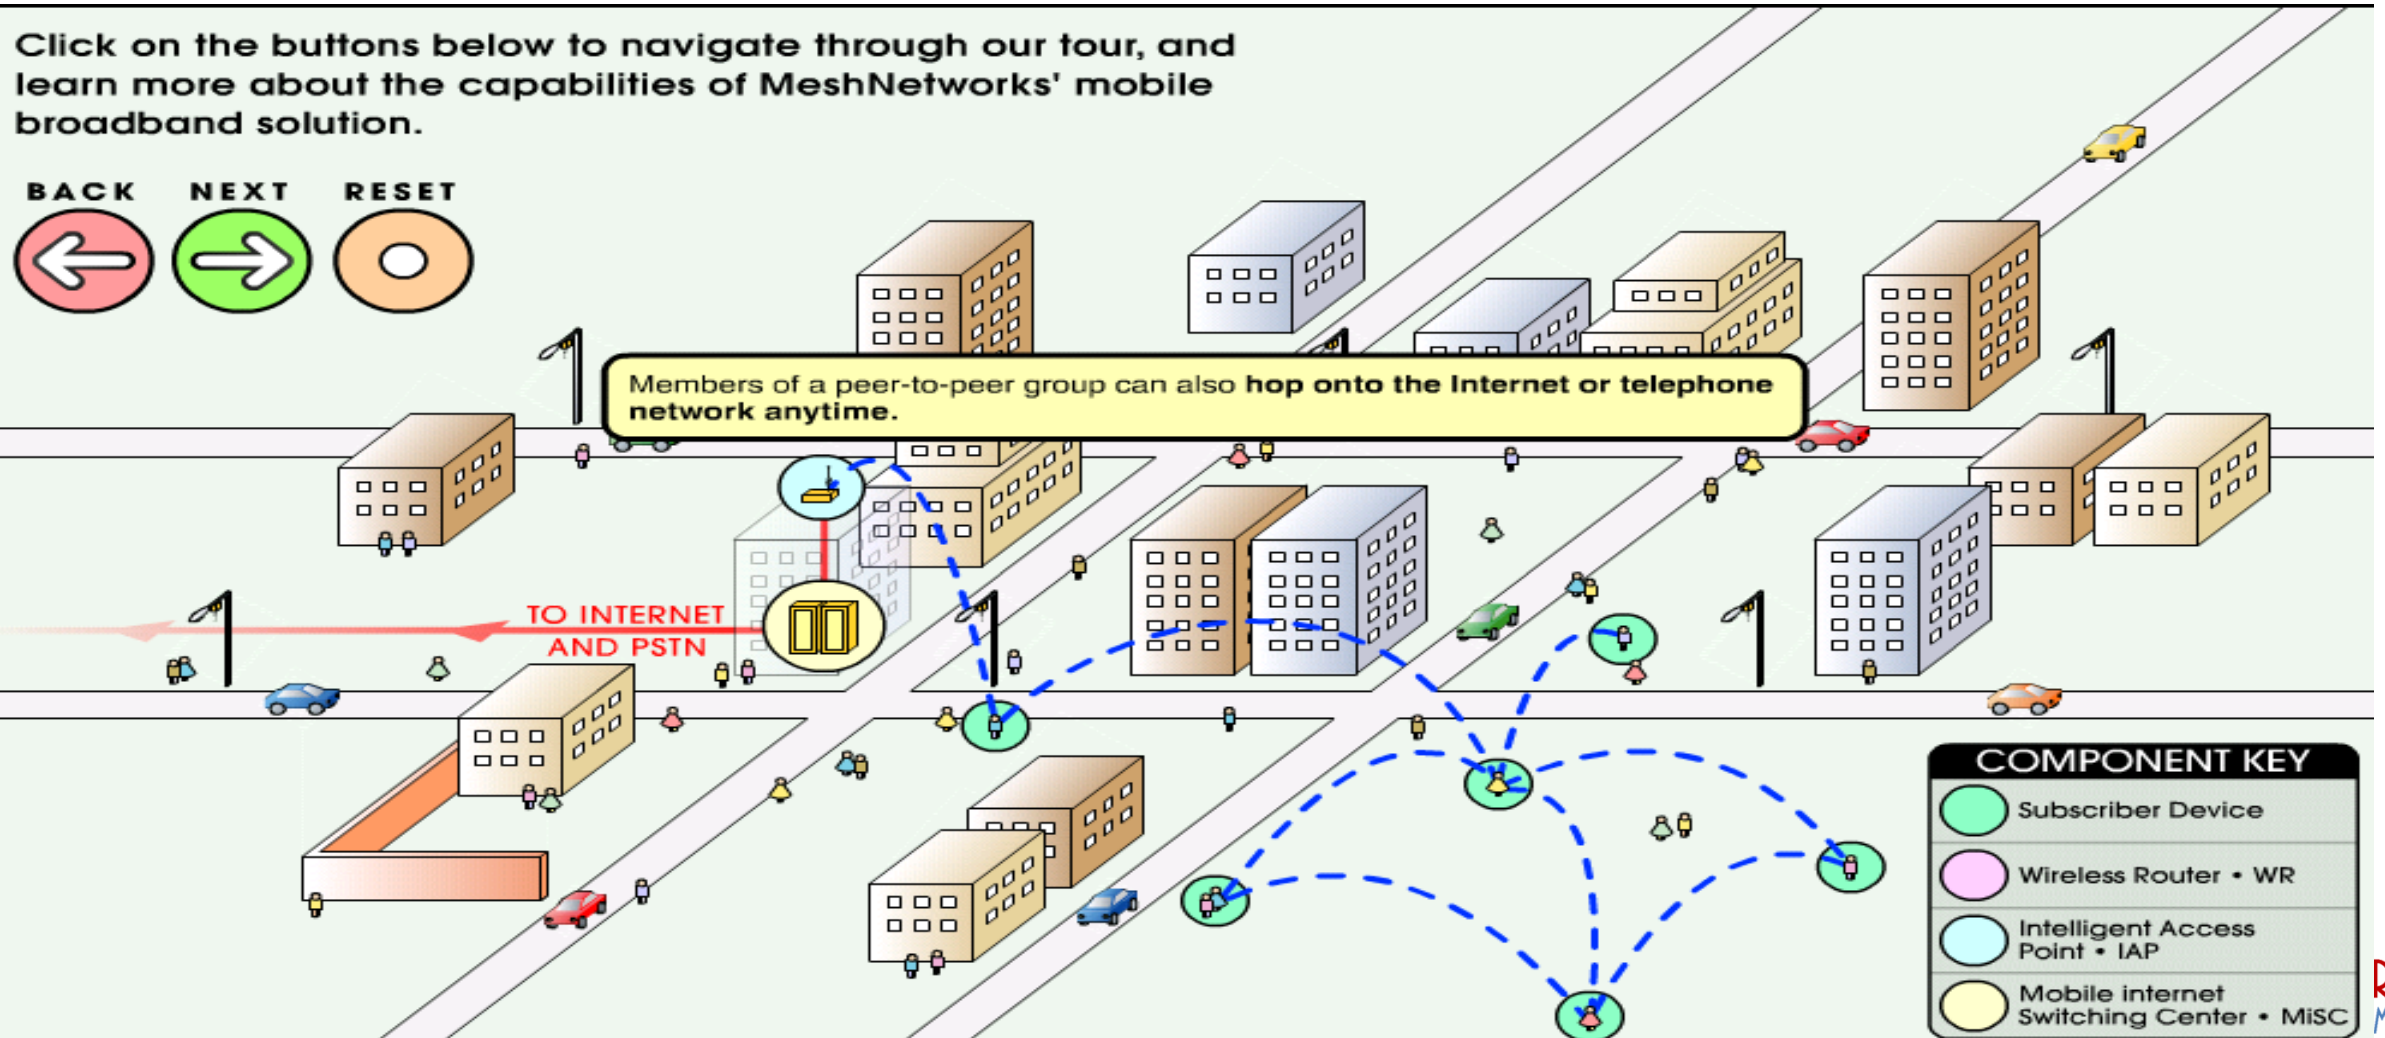 Click on the buttons below to navigate through our tour, and
learn more about the capabilities of MeshNetworks' mobile
broadband solution.
BACK NEXT RESET
Members of a peer-to-peer group can also hop onto the Internet or telephone
network anytime.
TO INTERNET
AND PSTN
COMPONENT KEY
Subscriber Device
Wireless Router • WR
Intelligent Access
Point • IAP
Mobile internet
Switching Center • MiSC